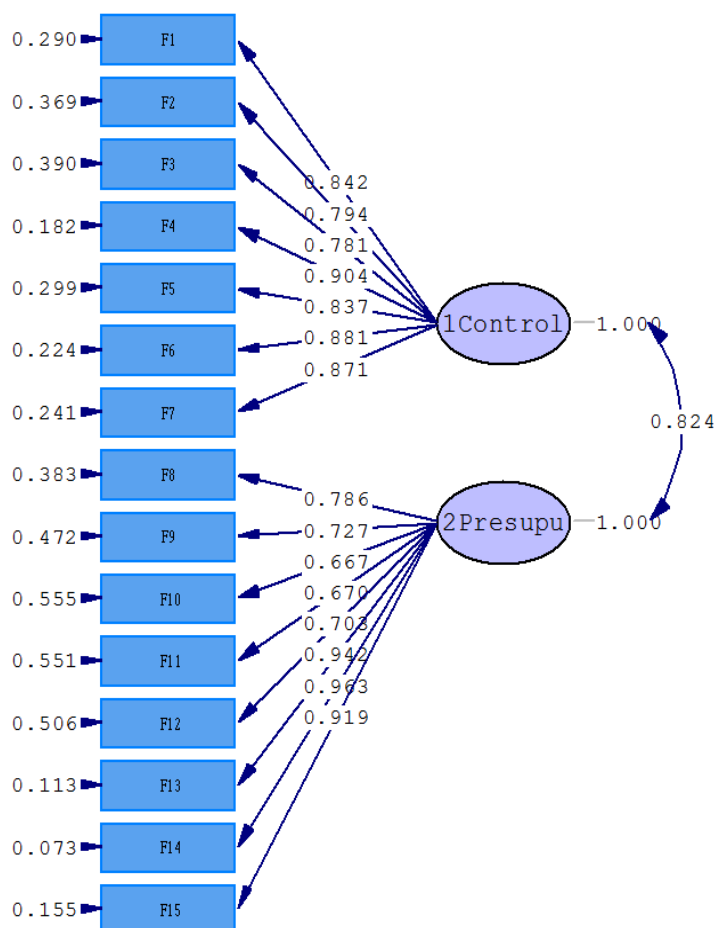 0.290 F1
0.369 F2
0.390 F3
0.842
0.794
0.182 F4
0.781
0.904
0.299 F5
0.837
1Control 1.000
0.224 F6
0.881
0.871
0.241 F7
0.824
0.383 F8
0.786
0.472 F9
0.727
2Presupu 1.000
0.667
0.555 F10
0.670
0.703
0.551 F11
0.942
0.963
0.506 F12
0.919
0.113 F13
0.073 F14
0.155 F15